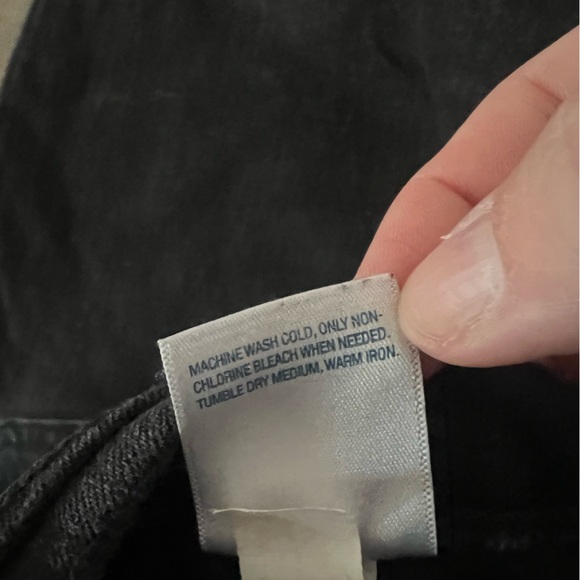 MACHINE WASH COLD, ONLY NON-
CHLORINE BLEACH WHEN NEEDED.
TUMBLE DRY MEDIUM, WARM IRON.